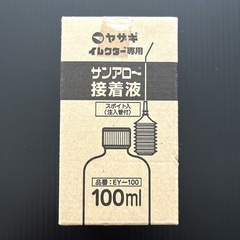 ヤザキ
イレクター専用
サンアロー
接着液
スポイト入
(注入管付)
品番:EY-100
100ml